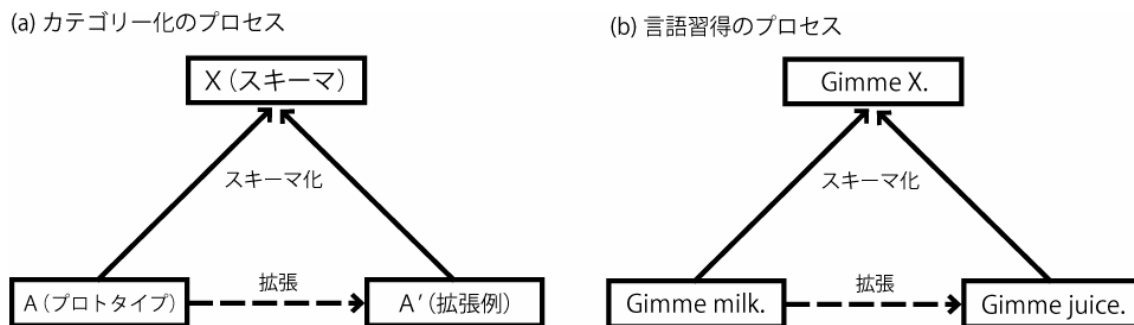 (a) カテゴリー化のプロセス
X（スキーマ）
スキーマ化
拡張
A（プロトタイプ）
A’（拡張例）
(b) 言語習得のプロセス
Gimme X.
スキーマ化
拡張
Gimme milk.
Gimme juice.